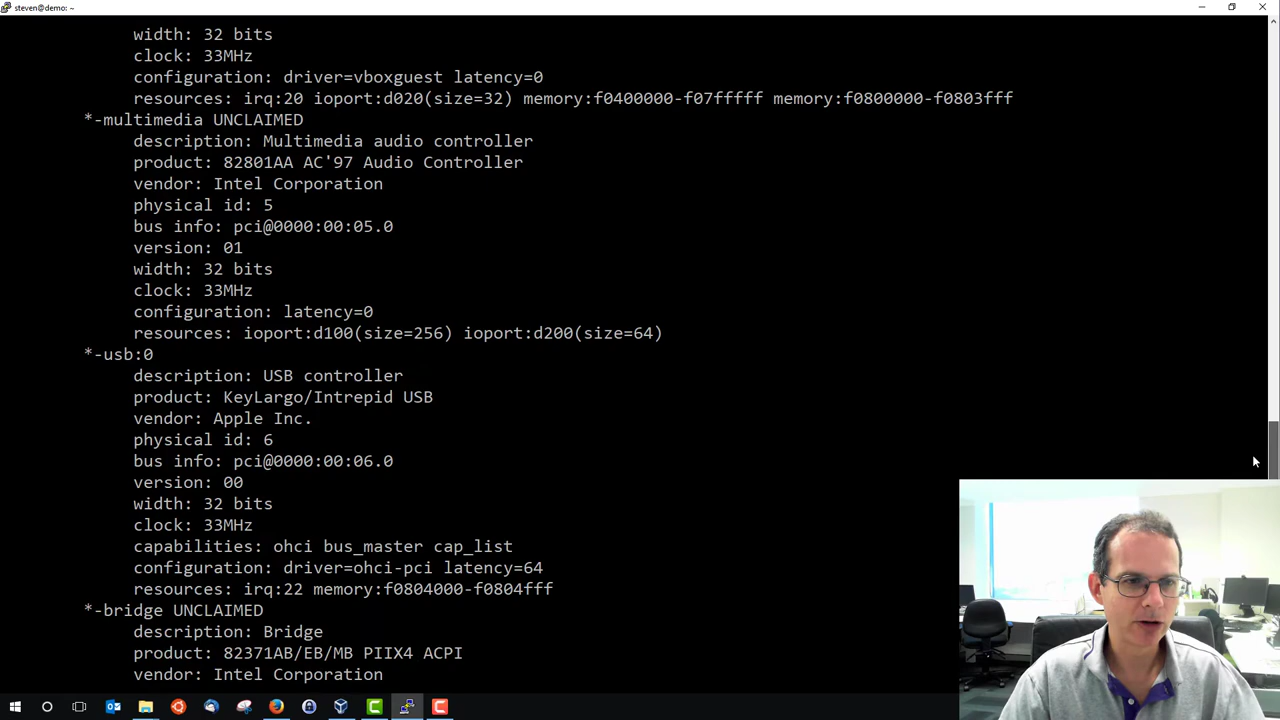 steven@demo: ~
width: 32 bits
clock: 33MHz
configuration: driver=vboxguest latency=0
resources: irq:20 ioport:d020(size=32) memory:f0400000-f07fffff memory:f0800000-f0803fff
*-multimedia UNCLAIMED
description: Multimedia audio controller
product: 82801AA AC'97 Audio Controller
vendor: Intel Corporation
physical id: 5
bus info: pci@0000:00:05.0
version: 01
width: 32 bits
clock: 33MHz
configuration: latency=0
resources: ioport:d100(size=256) ioport:d200(size=64)
*-usb:0
description: USB controller
product: KeyLargo/Intrepid USB
vendor: Apple Inc.
physical id: 6
bus info: pci@0000:00:06.0
version: 00
width: 32 bits
clock: 33MHz
capabilities: ohci bus_master cap_list
configuration: driver=ohci-pci latency=64
resources: irq:22 memory:f0804000-f0804fff
*-bridge UNCLAIMED
description: Bridge
product: 82371AB/EB/MB PIIX4 ACPI
vendor: Intel Corporation